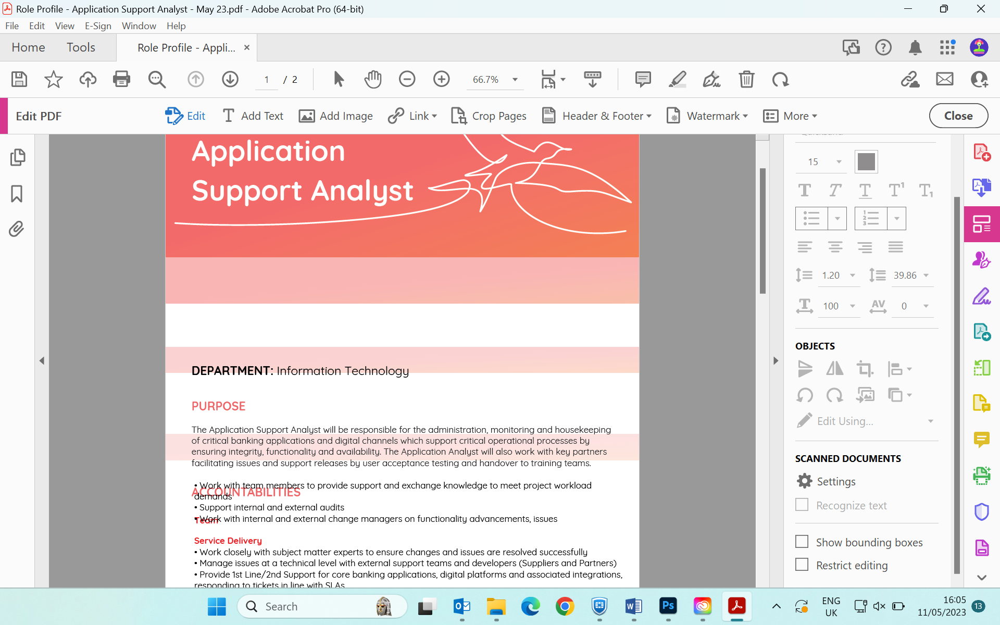 Role Profile - Application Support Analyst - May 23.pdf - Adobe Acrobat Pro (64-bit)
File Edit View E-Sign Window Help
Home Tools Role Profile - Appli... ×
1 / 2 66.7%
Edit PDF Edit Add Text Add Image Link Crop Pages Header & Footer Watermark More Close
Application
Support Analyst
DEPARTMENT: Information Technology
PURPOSE
The Application Support Analyst will be responsible for the administration, monitoring and housekeeping
of critical banking applications and digital channels which support critical operational processes by
ensuring integrity, functionality and availability. The Application Analyst will also work with key partners
facilitating issues and support releases by user acceptance testing and handover to training teams.
• Work with team members to provide support and exchange knowledge to meet project workload
ACCOUNTABILITIES
demands
• Support internal and external audits
• Work with internal and external change managers on functionality advancements, issues
Team
Service Delivery
• Work closely with subject matter experts to ensure changes and issues are resolved successfully
• Manage issues at a technical level with external support teams and developers (Suppliers and Partners)
• Provide 1st Line/2nd Support for core banking applications, digital platforms and associated integrations,
responding to tickets in line with SLAs
15
1.20 39.86
100 AV 0
OBJECTS
Edit Using...
SCANNED DOCUMENTS
Settings
Recognize text
Show bounding boxes
Restrict editing
Search
ENG
UK
16:05
11/05/2023
13